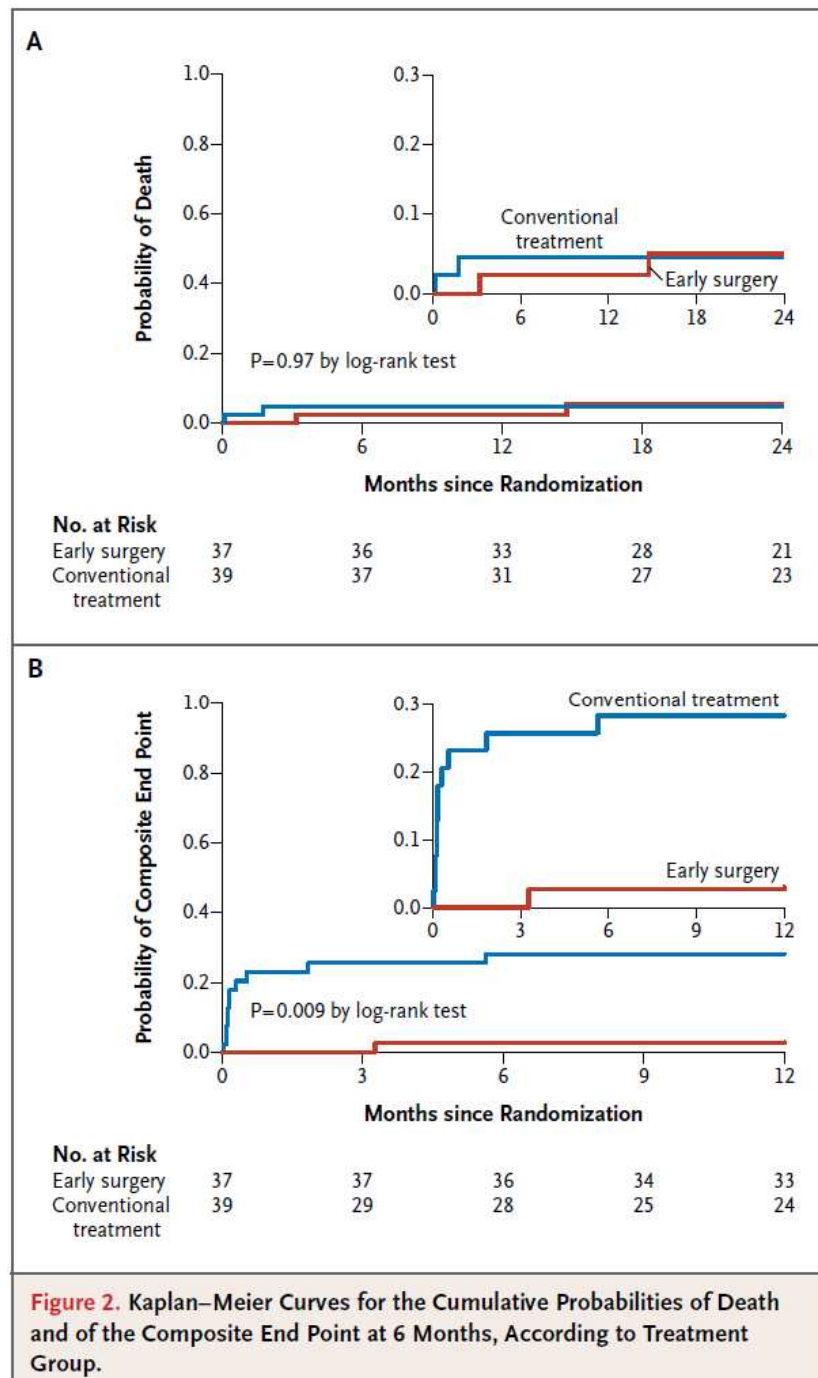 A
1.0
0.8
0.6
0.4
0.2
0.0
Probability of Death
0.3
0.2
0.1
0.0
Conventional
treatment
Early surgery
0 6 12 18 24
P=0.97 by log-rank test
0 6 12 18 24
Months since Randomization
No. at Risk
Early surgery 37 36 33 28 21
Conventional 39 37 31 27 23
treatment
B
1.0
0.8
0.6
0.4
0.2
0.0
Probability of Composite End Point
0.3
0.2
0.1
0.0
Conventional treatment
Early surgery
0 3 6 9 12
P=0.009 by log-rank test
0 3 6 9 12
Months since Randomization
No. at Risk
Early surgery 37 37 36 34 33
Conventional 39 29 28 25 24
treatment
Figure 2. Kaplan–Meier Curves for the Cumulative Probabilities of Death
and of the Composite End Point at 6 Months, According to Treatment
Group.